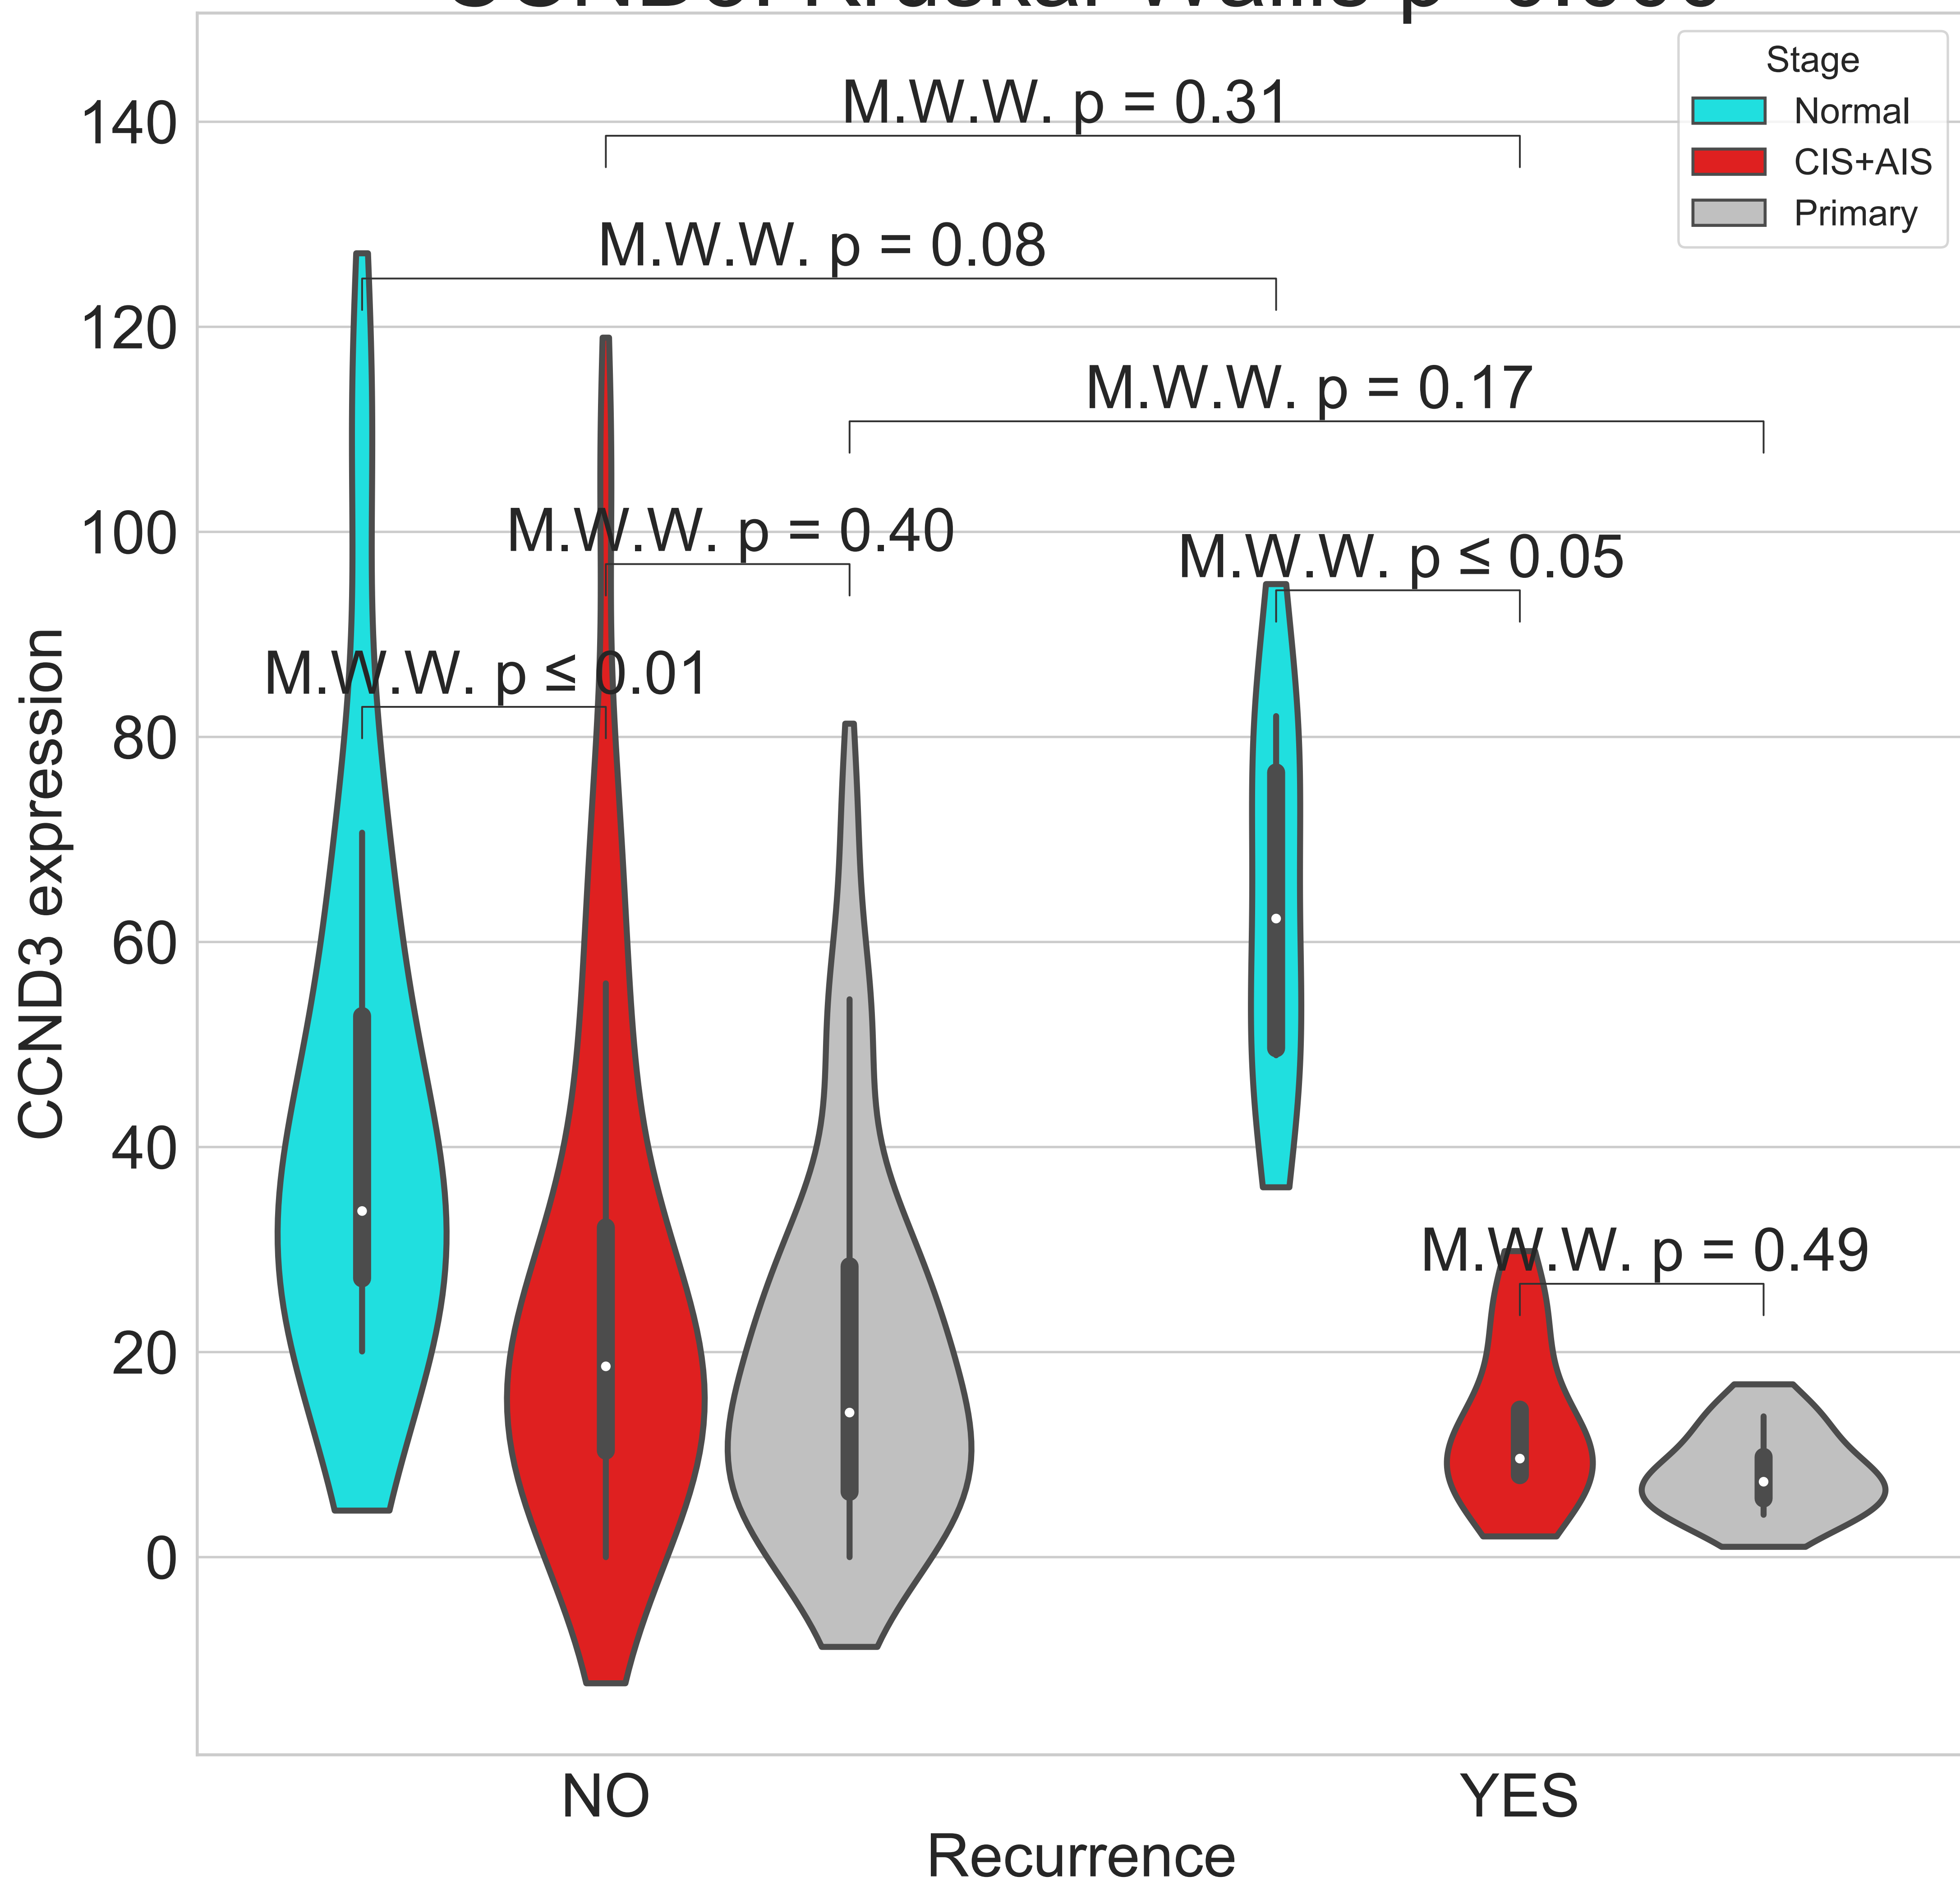 Stage
Normal
CIS+AIS
Primary
M.W.W. p = 0.31
M.W.W. p = 0.08
M.W.W. p = 0.17
M.W.W. p = 0.40
M.W.W. p ≤ 0.05
M.W.W. p ≤ 0.01
M.W.W. p = 0.49
140
120
100
80
60
40
20
0
CCND3 expression
NO
YES
Recurrence